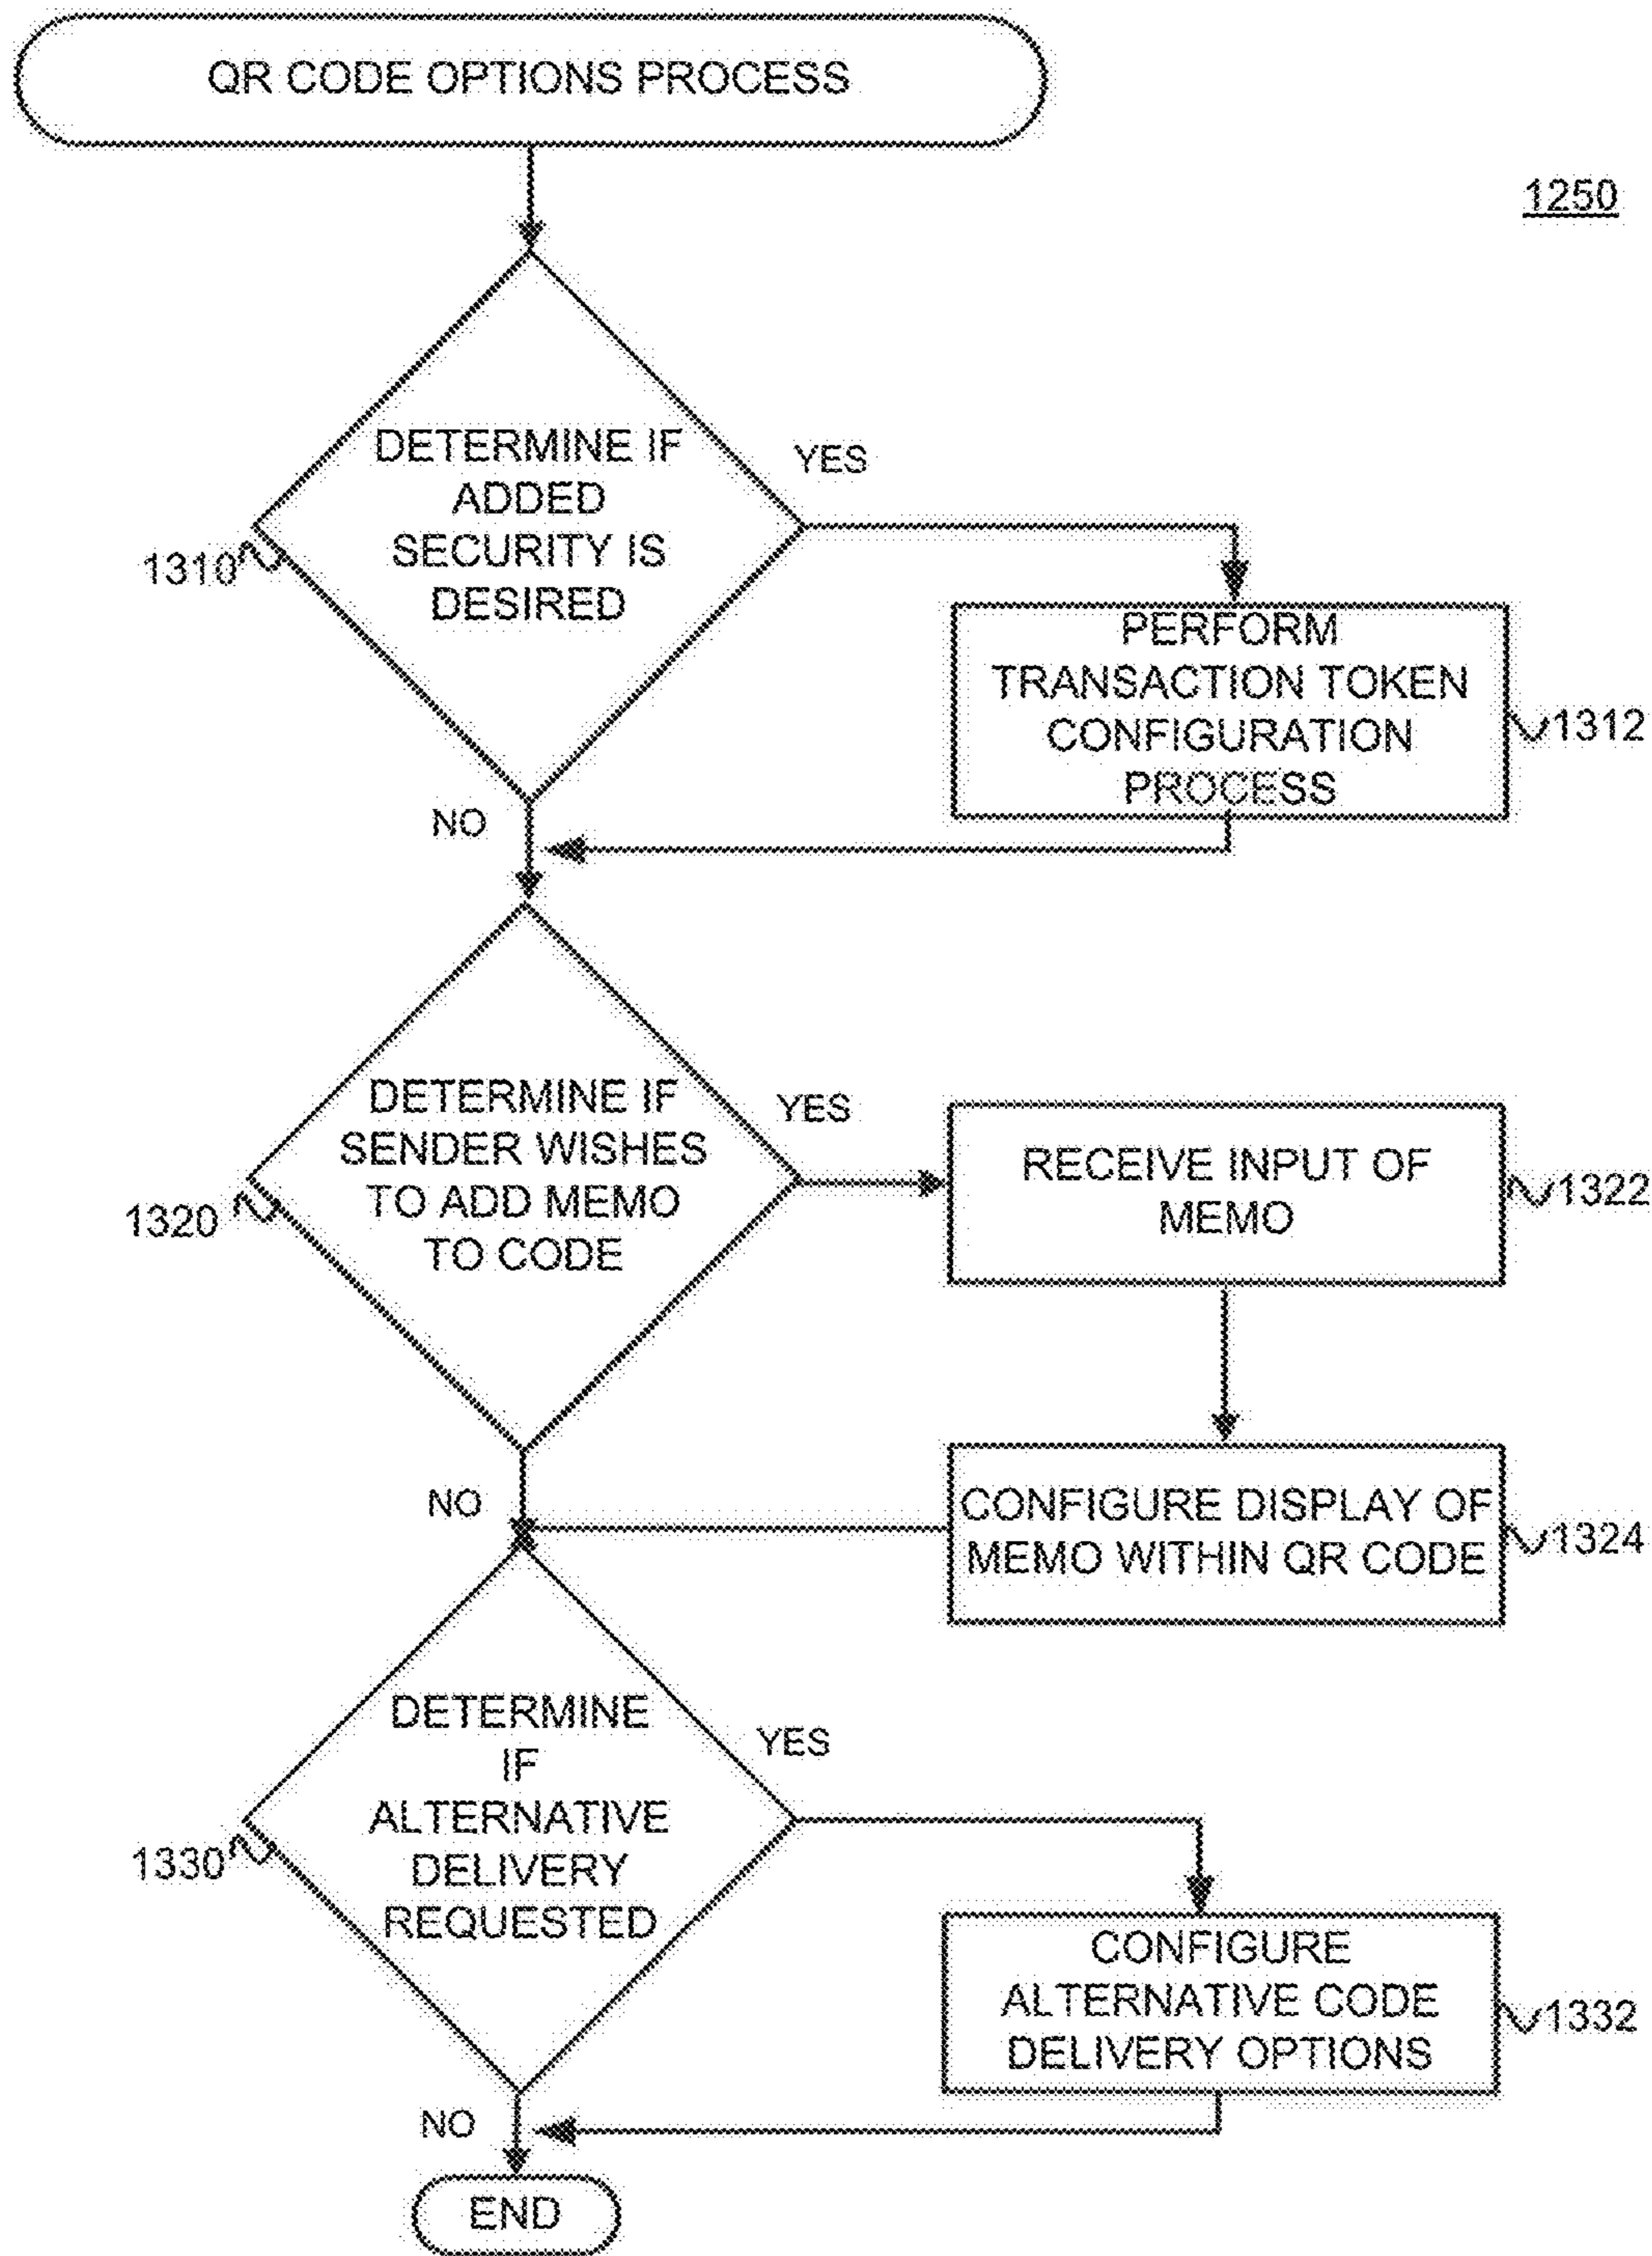 QR CODE OPTIONS PROCESS
1250
DETERMINE IF
ADDED
SECURITY IS
DESIRED
YES
1310
PERFORM
TRANSACTION TOKEN
CONFIGURATION
PROCESS
1312
NO
DETERMINE IF
SENDER WISHES
TO ADD MEMO
TO CODE
YES
1320
RECEIVE INPUT OF
MEMO
1322
NO
CONFIGURE DISPLAY OF
MEMO WITHIN QR CODE
1324
DETERMINE
IF
ALTERNATIVE
DELIVERY
REQUESTED
YES
1330
CONFIGURE
ALTERNATIVE CODE
DELIVERY OPTIONS
1332
NO
END